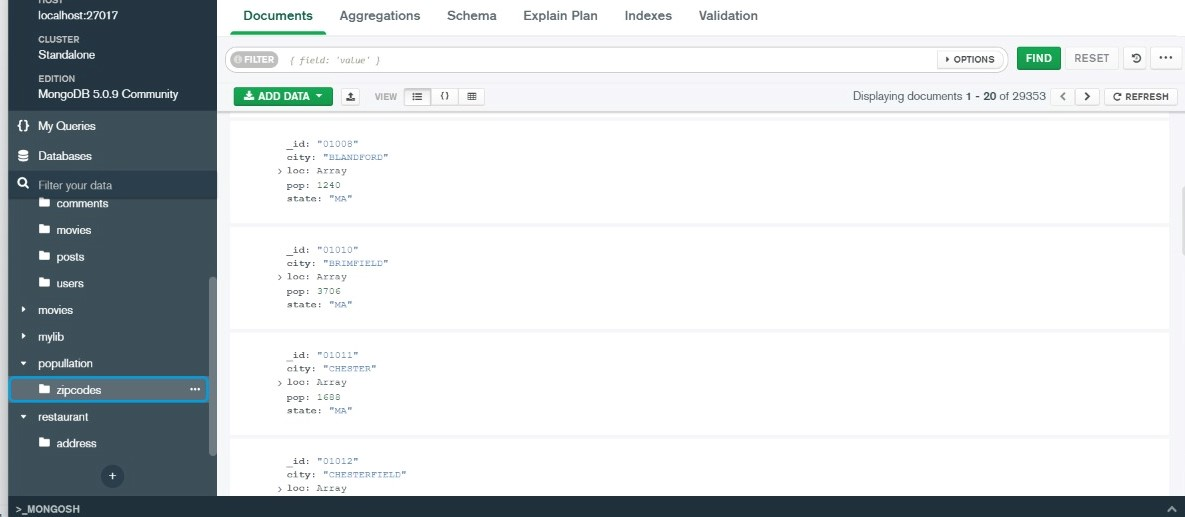 HOST
localhost:27017
CLUSTER
Standalone
EDITION
MongoDB 5.0.9 Community
{} My Queries
Databases
Filter your data
comments
movies
posts
users
movies
mylib
popullation
zipcodes ...
restaurant
address
+
>_MONGOSH
Documents Aggregations Schema Explain Plan Indexes Validation
FILTER { field: 'value' } OPTIONS FIND RESET ...
ADD DATA VIEW {} Displaying documents 1 - 20 of 29353 < > REFRESH
_id: "01008"
city: "BLANDFORD"
> loc: Array
pop: 1240
state: "MA"
_id: "01010"
city: "BRIMFIELD"
> loc: Array
pop: 3706
state: "MA"
_id: "01011"
city: "CHESTER"
> loc: Array
pop: 1688
state: "MA"
_id: "01012"
city: "CHESTERFIELD"
> loc: Array